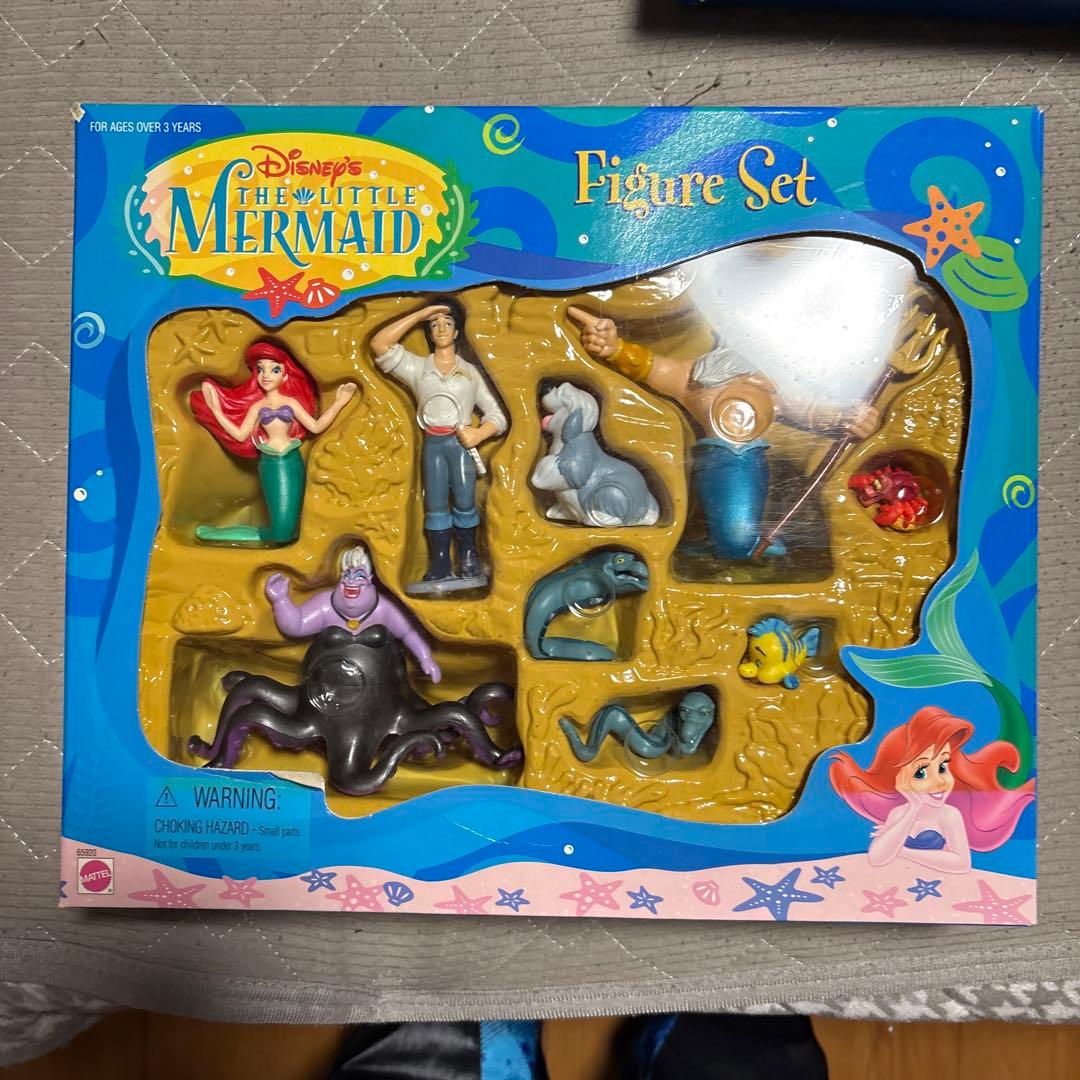 FOR AGES OVER 3 YEARS
Disney's
THE LITTLE
MERMAID
Figure Set
WARNING:
CHOKING HAZARD - Small parts.
Not for children under 3 years.
65920
MATTEL